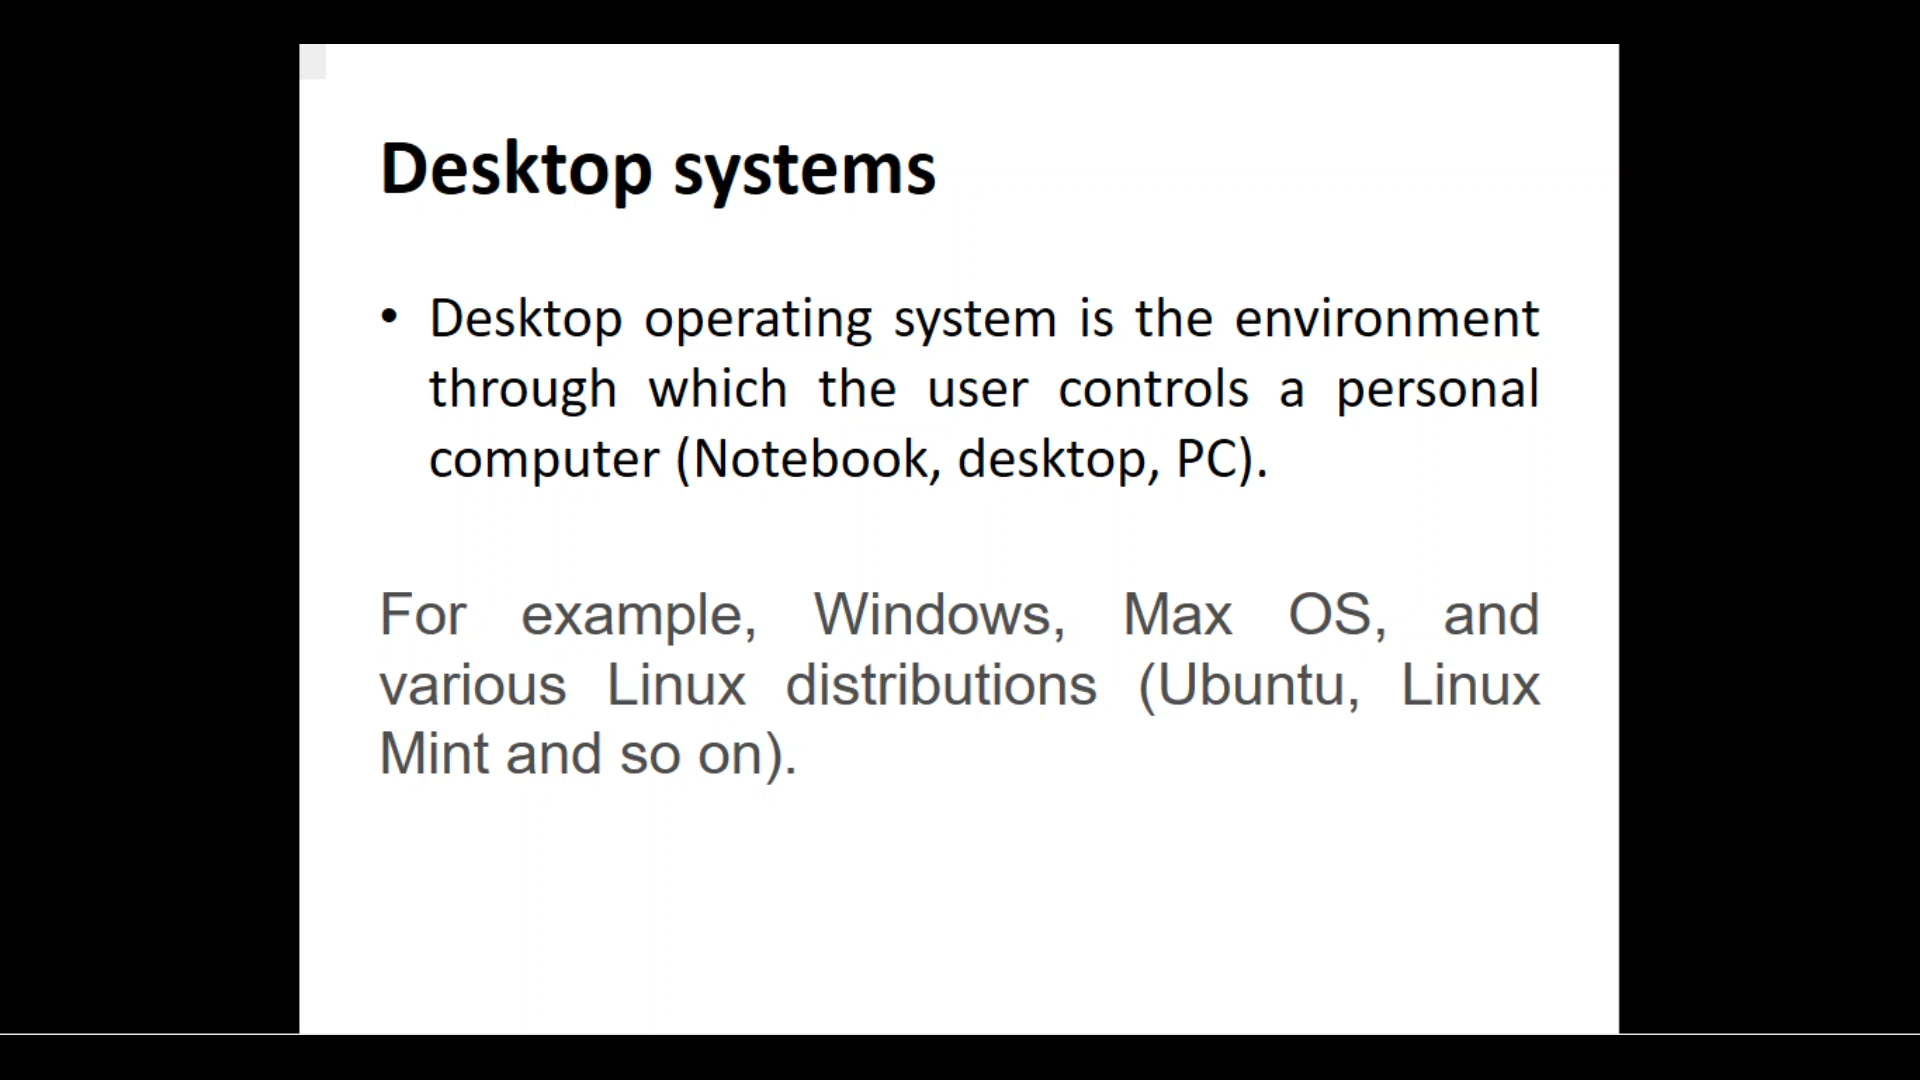 Desktop systems
• Desktop operating system is the environment
through which the user controls a personal
computer (Notebook, desktop, PC).
For example, Windows, Max OS, and
various Linux distributions (Ubuntu, Linux
Mint and so on).